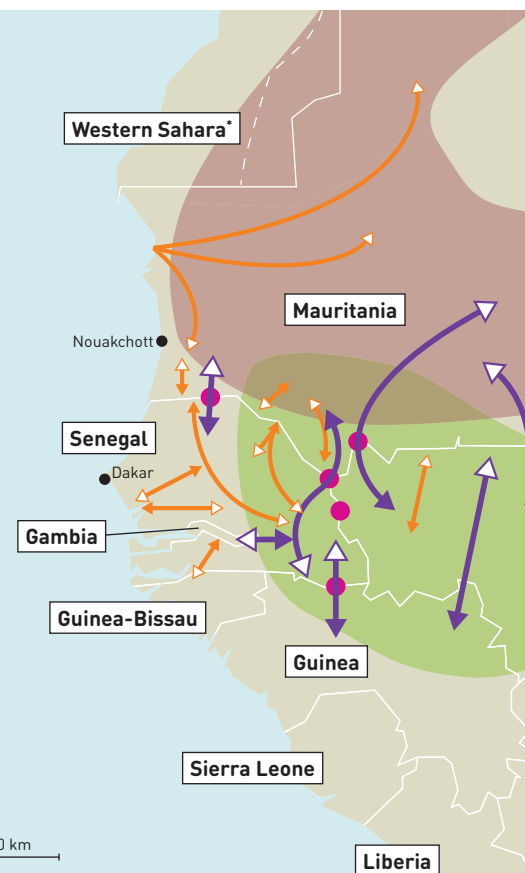 Western Sahara*
Mauritania
Nouakchott
Senegal
Dakar
Gambia
Guinea-Bissau
Guinea
Sierra Leone
0 km
Liberia